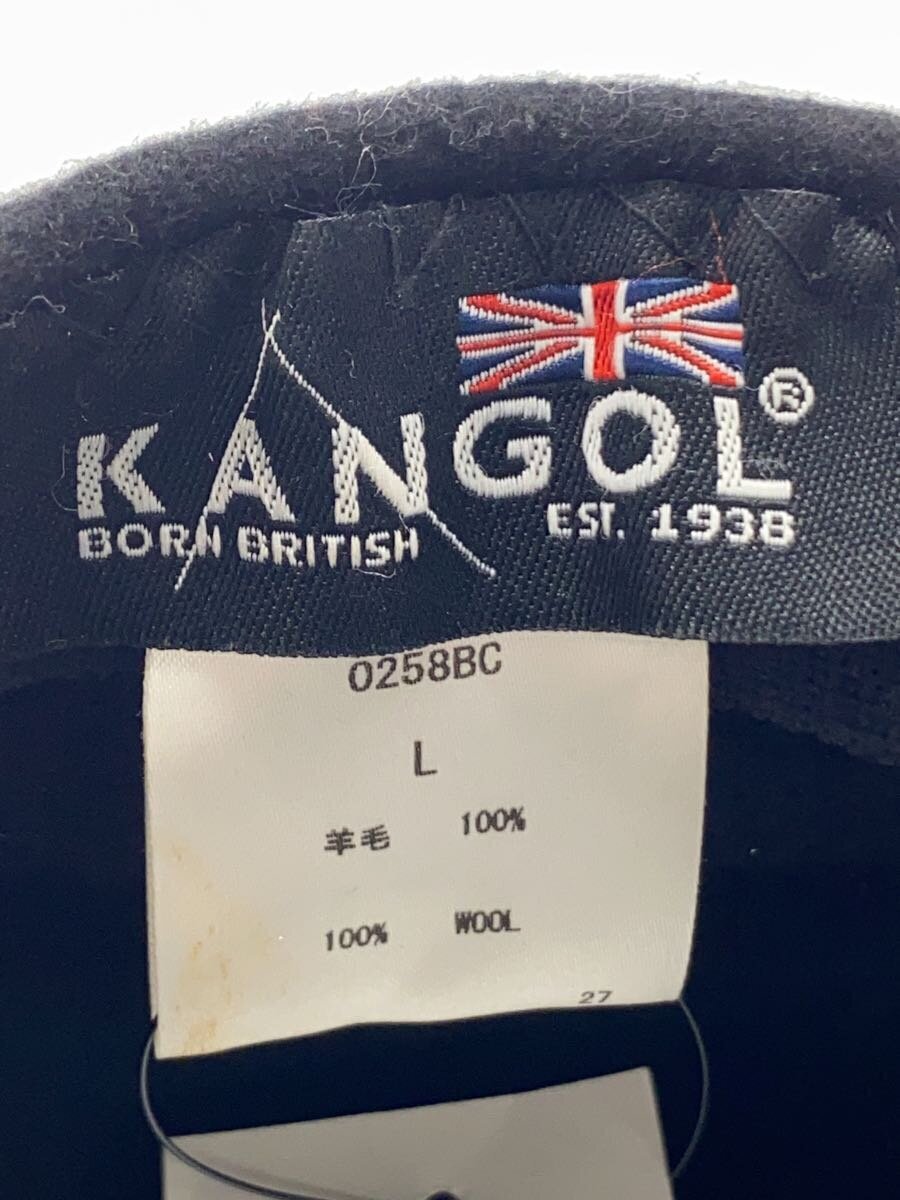 KANGOL®
BORN BRITISH EST. 1938
0258BC
L
羊毛 100%
100% WOOL
27